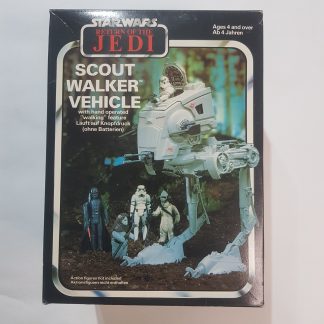 STAR WARS
RETURN OF THE
JEDI
Ages 4 and over
Ab 4 Jahren
SCOUT
WALKER
VEHICLE
with hand operated
"walking" feature
Läuft auf Knopfdruck
(ohne Batterien)
Action figures not included
Aktionsfiguren nicht enthalten